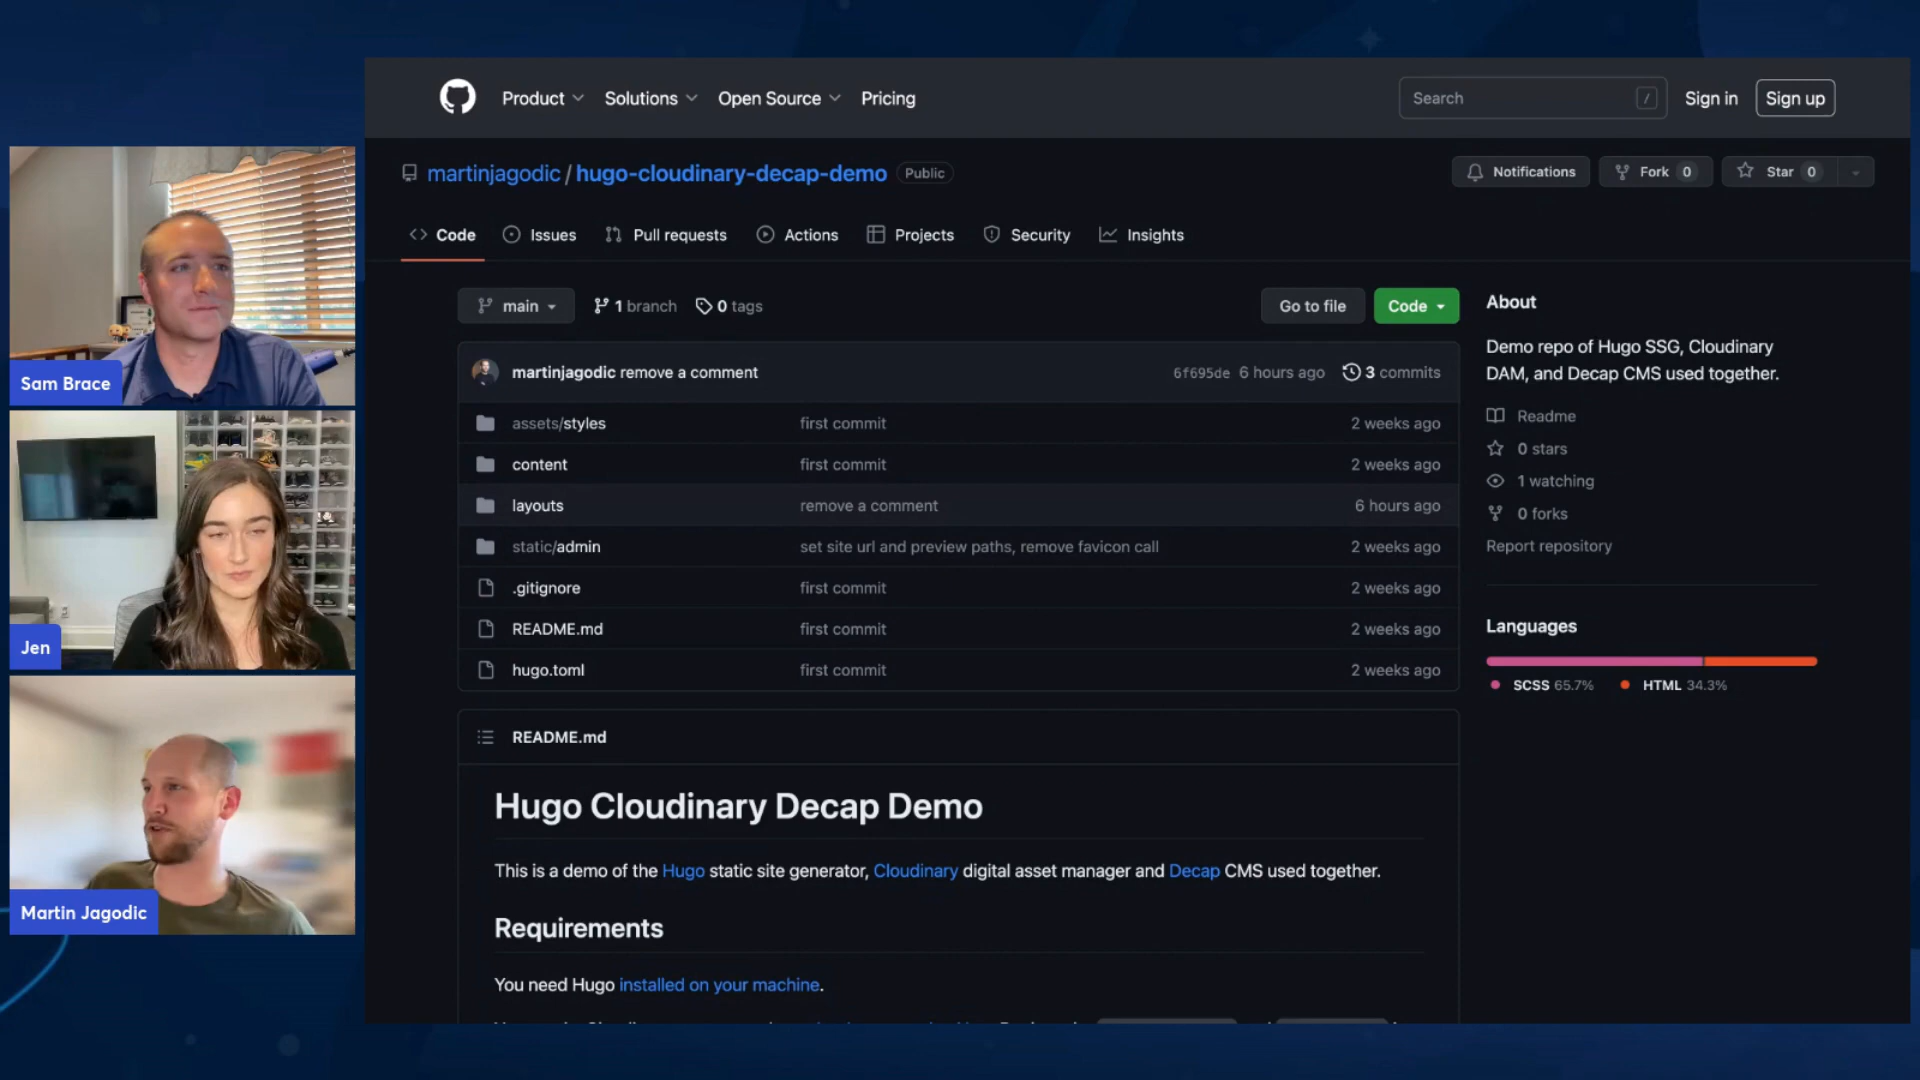 Product Solutions Open Source Pricing Search / Sign in Sign up
martinjagodic / hugo-cloudinary-decap-demo Public Notifications Fork 0 Star 0
Code Issues Pull requests Actions Projects Security Insights
main 1 branch 0 tags Go to file Code
martinjagodic remove a comment 6f695de 6 hours ago 3 commits
assets/styles first commit 2 weeks ago
content first commit 2 weeks ago
layouts remove a comment 6 hours ago
static/admin set site url and preview paths, remove favicon call 2 weeks ago
.gitignore first commit 2 weeks ago
README.md first commit 2 weeks ago
hugo.toml first commit 2 weeks ago
About
Demo repo of Hugo SSG, Cloudinary
DAM, and Decap CMS used together.
Readme
0 stars
1 watching
0 forks
Report repository
Languages
SCSS 65.7% HTML 34.3%
README.md
Hugo Cloudinary Decap Demo
This is a demo of the Hugo static site generator, Cloudinary digital asset manager and Decap CMS used together.
Requirements
You need Hugo installed on your machine.
Sam Brace
Jen
Martin Jagodic